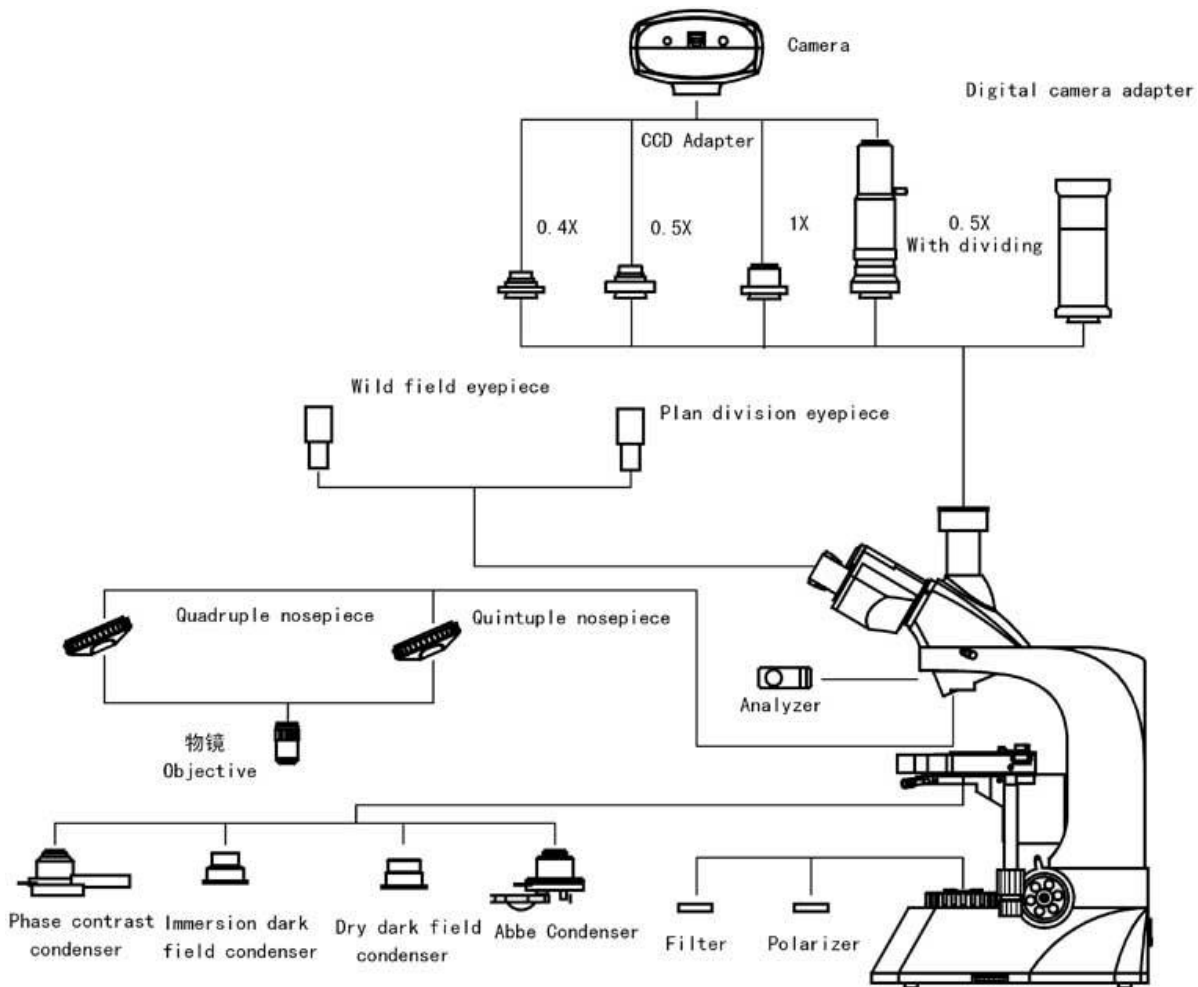 Camera
Digital camera adapter
CCD Adapter
0.4X
0.5X
1X
0.5X
With dividing
Wild field eyepiece
Plan division eyepiece
Quadruple nosepiece
Quintuple nosepiece
Analyzer
物镜
Objective
Phase contrast
condenser
Immersion dark
field condenser
Dry dark field
condenser
Abbe Condenser
Filter
Polarizer